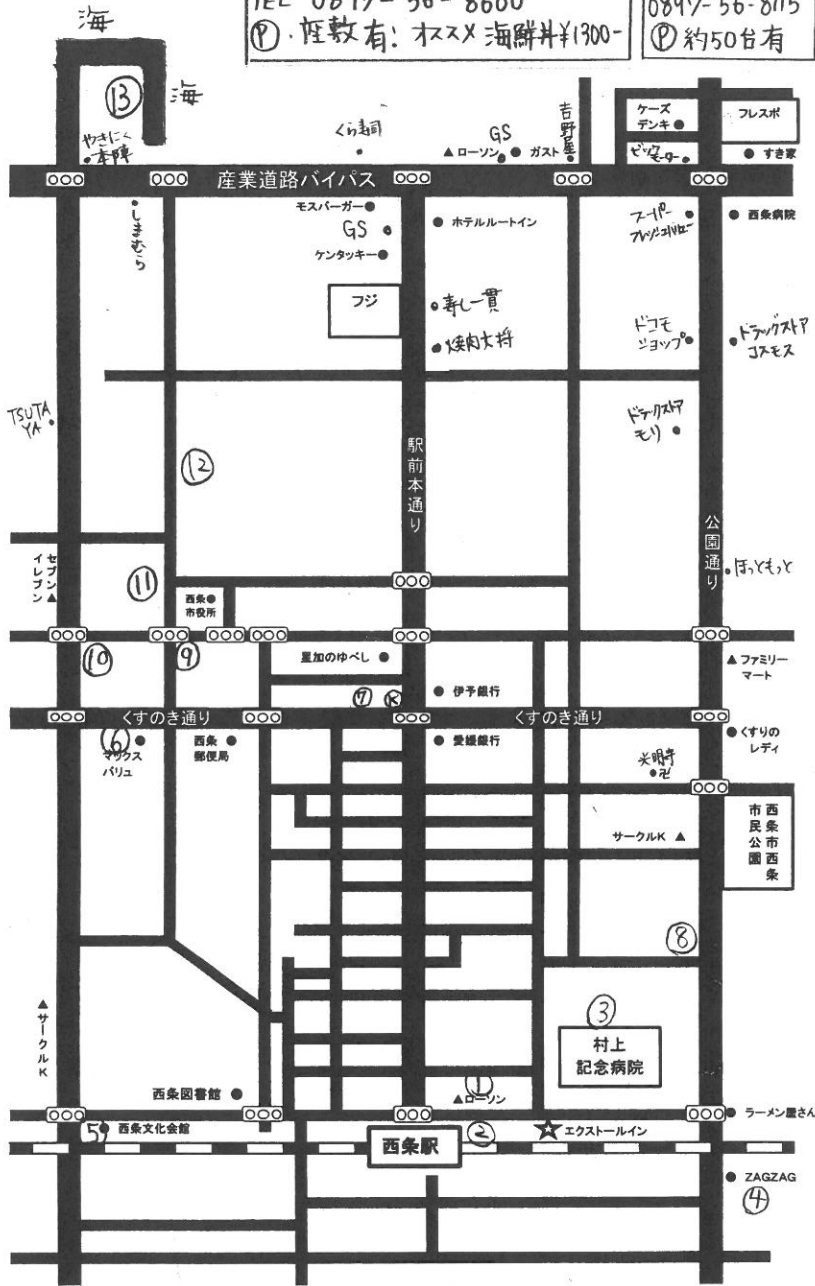 TEL 0897-56-8600
Ⓟ・座敷有! オススメ 海鮮丼¥1300-
0897-56-8115
Ⓟ 約50台有
海
⑬
海
やきにく
本陣
くら寿司
▲ローソン
GS
ガスト
吉野屋
ケーズ
デンキ
フレスポ
ビック
モーター
すき家
産業道路バイパス
しまむら
モスバーガー
GS
ケンタッキー
ホテルルートイン
スーパー
西条病院
フジ
寿し一貫
焼肉大将
ドコモ
ショップ
ドラッグストア
コスモス
TSUTA
YA
ドラッグストア
モリ
⑫
駅前本通り
公園通り
セブン
イレブン▲
⑪
西条
市役所
ほっともっと
⑩
⑨
星加のゆべし
▲ファミリー
マート
⑦
Ⓚ
伊予銀行
くすのき通り
くすのき通り
⑥
マックス
バリュ
西条
郵便局
愛媛銀行
くすりの
レディ
光明寺
卍
西条市西条
市民公園
サークルK ▲
⑧
▲サークルK
③
村上
記念病院
西条図書館
①
▲ローソン
ラーメン屋さん
5
西条文化会館
西条駅
②
☆エクストールイン
ZAGZAG
④